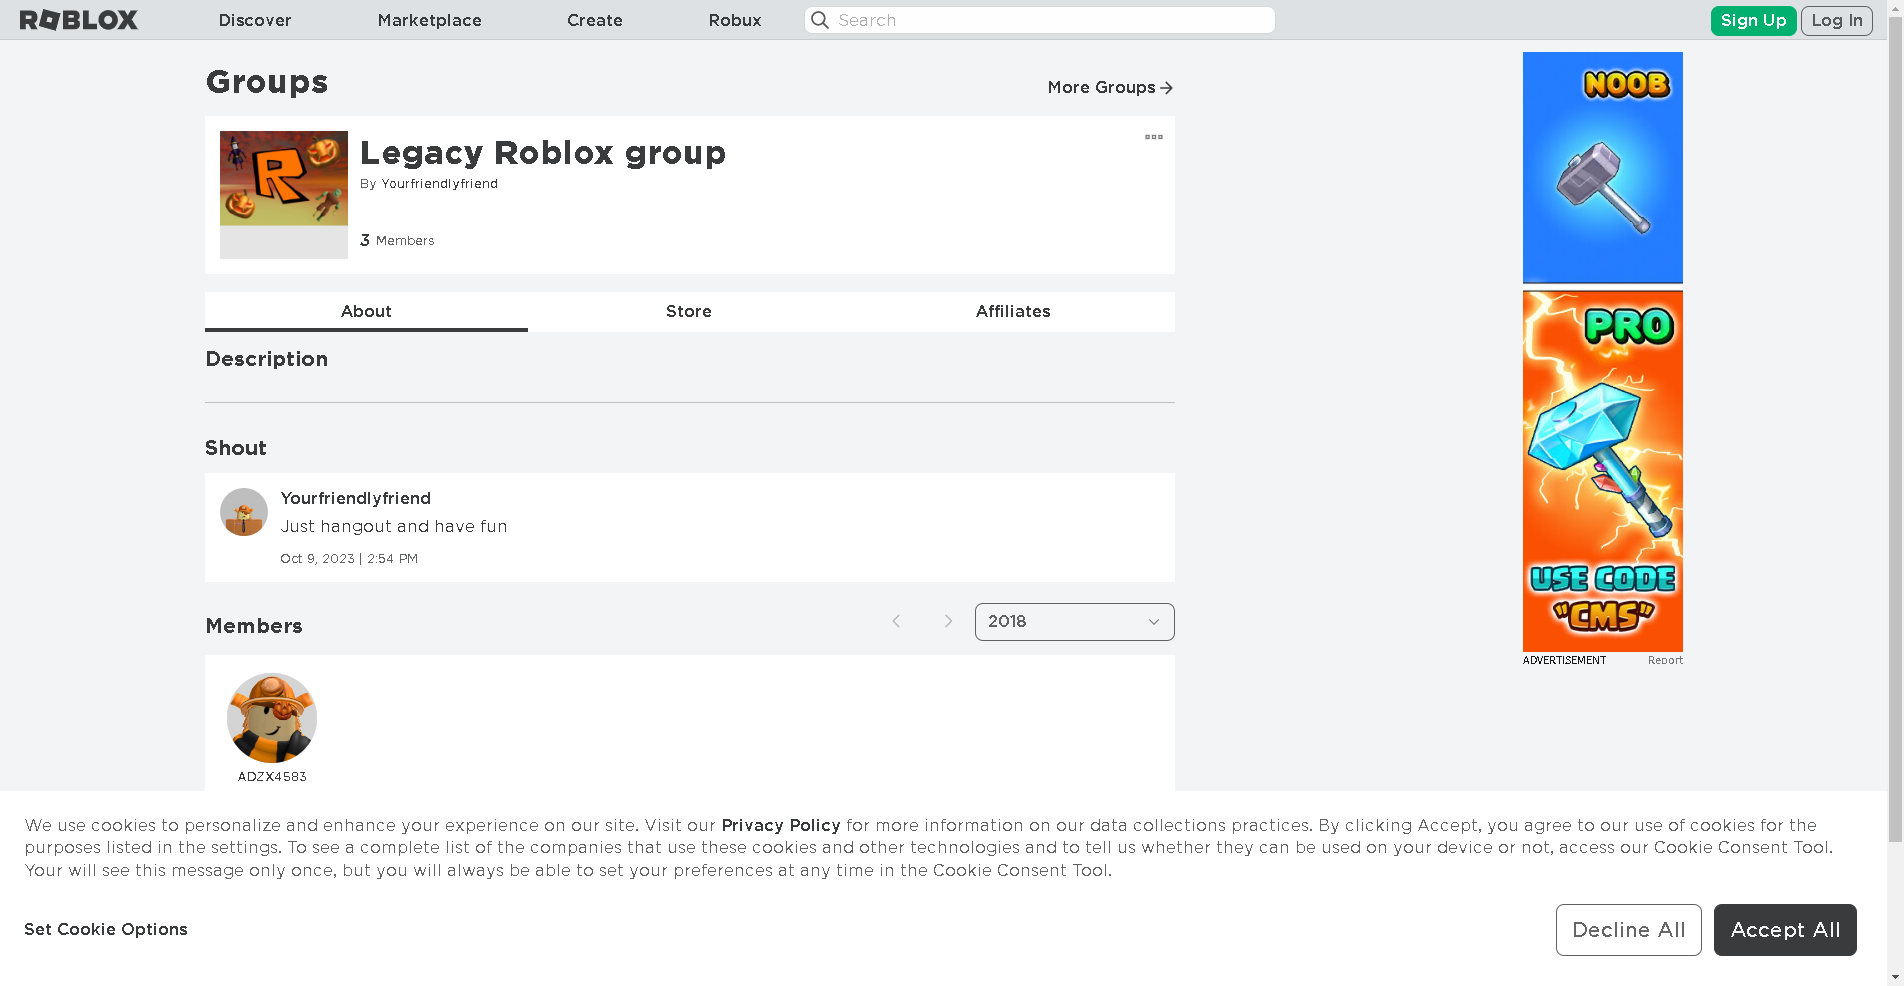 ROBLOX
Discover
Marketplace
Create
Robux
Search
Sign Up
Log In
Groups
More Groups
Legacy Roblox group
By Yourfriendlyfriend
3 Members
About
Store
Affiliates
Description
Shout
Yourfriendlyfriend
Just hangout and have fun
Oct 9, 2023 | 2:54 PM
Members
2018
ADZX4583
NOOB
PRO
USE CODE
"CMS"
ADVERTISEMENT
Report
We use cookies to personalize and enhance your experience on our site. Visit our Privacy Policy for more information on our data collections practices. By clicking Accept, you agree to our use of cookies for the
purposes listed in the settings. To see a complete list of the companies that use these cookies and other technologies and to tell us whether they can be used on your device or not, access our Cookie Consent Tool.
Your will see this message only once, but you will always be able to set your preferences at any time in the Cookie Consent Tool.
Set Cookie Options
Decline All
Accept All